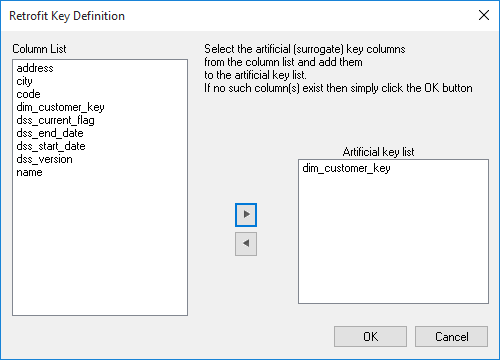 Retrofit Key Definition
Column List
address
city
code
dim_customer_key
dss_current_flag
dss_end_date
dss_start_date
dss_version
name
Select the artificial (surrogate) key columns
from the column list and add them
to the artificial key list.
If no such column(s) exist then simply click the OK button
Artificial key list
dim_customer_key
OK
Cancel